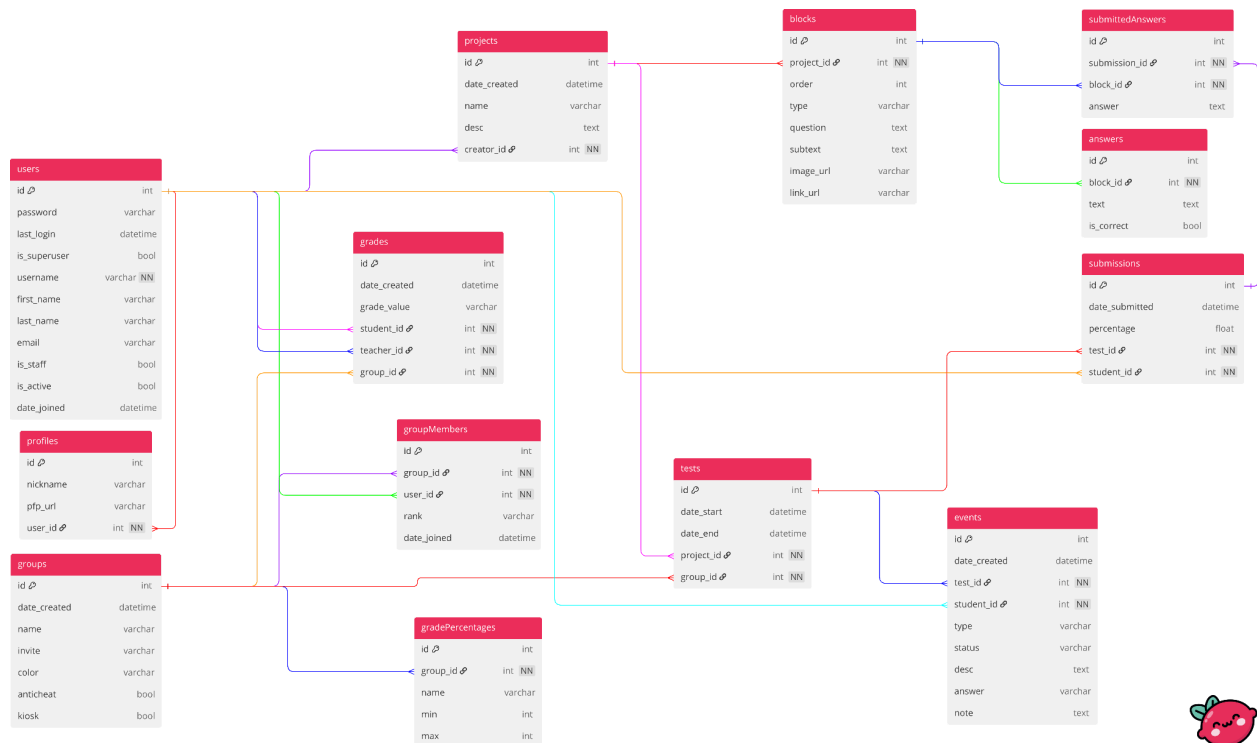 projects
id int
date_created datetime
name varchar
desc text
creator_id int NN
blocks
id int
project_id int NN
order int
type varchar
question text
subtext text
image_url varchar
link_url varchar
submittedAnswers
id int
submission_id int NN
block_id int NN
answer text
answers
id int
block_id int NN
text text
is_correct bool
users
id int
password varchar
last_login datetime
is_superuser bool
username varchar NN
first_name varchar
last_name varchar
email varchar
is_staff bool
is_active bool
date_joined datetime
grades
id int
date_created datetime
grade_value varchar
student_id int NN
teacher_id int NN
group_id int NN
submissions
id int
date_submitted datetime
percentage float
test_id int NN
student_id int NN
profiles
id int
nickname varchar
pfp_url varchar
user_id int NN
groupMembers
id int
group_id int NN
user_id int NN
rank varchar
date_joined datetime
tests
id int
date_start datetime
date_end datetime
project_id int NN
group_id int NN
events
id int
date_created datetime
test_id int NN
student_id int NN
type varchar
status varchar
desc text
answer varchar
note text
groups
id int
date_created datetime
name varchar
invite varchar
color varchar
anticheat bool
kiosk bool
gradePercentages
id int
group_id int NN
name varchar
min int
max int